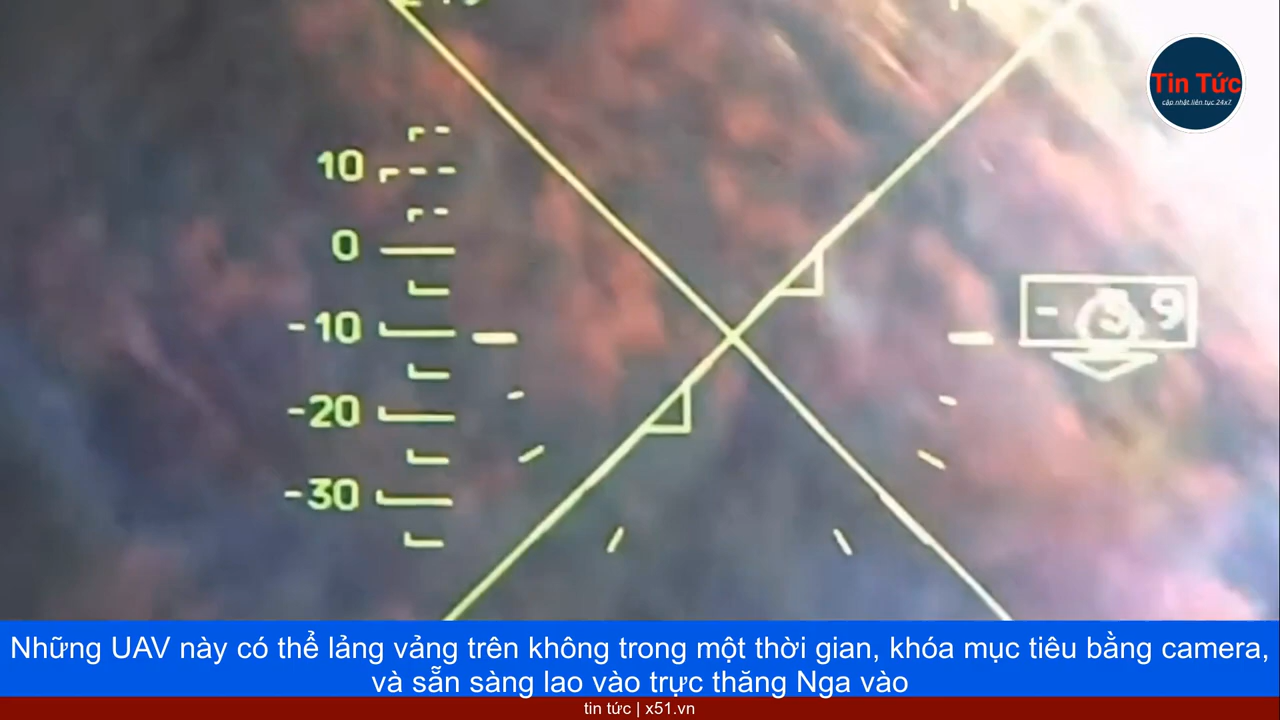 Tin Tức
cập nhật liên tục 24x7
10
0
-10
-20
-30
Những UAV này có thể lảng vảng trên không trong một thời gian, khóa mục tiêu bằng camera,
và sẵn sàng lao vào trực thăng Nga vào
tin tức | x51.vn